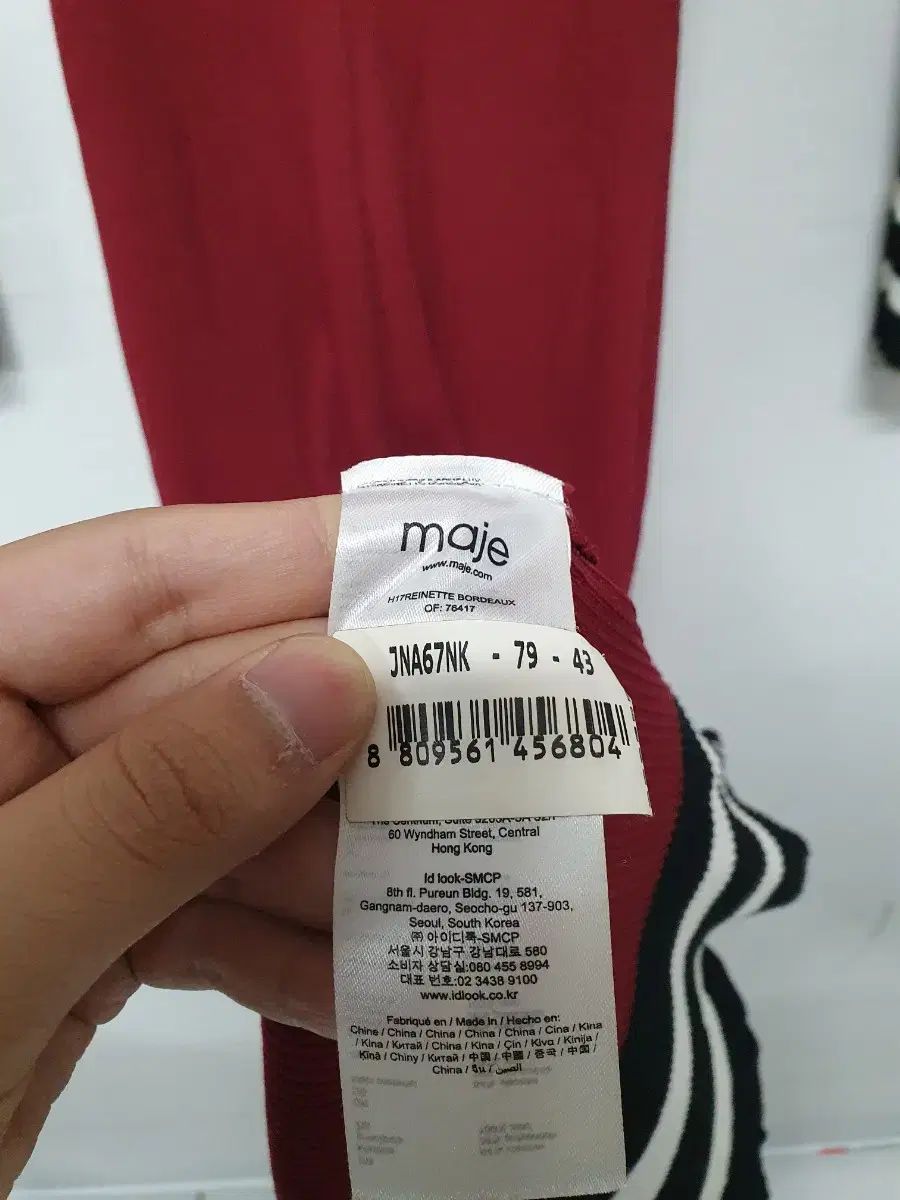 maje
www.maje.com
H17REINETTE BORDEAUX
OF: 76417
JNA67NK - 79 - 43
8 809561 456804
60 Wyndham Street, Central
Hong Kong
Id look-SMCP
8th fl. Pureun Bldg. 19, 581,
Gangnam-daero, Seocho-gu 137-903,
Seoul, South Korea
㈜ 아이디룩-SMCP
서울시 강남구 강남대로 580
소비자 상담실:080 455 8994
대표 번호:02 3438 9100
www.idlook.co.kr
Fabriqué en / Made In / Hecho en:
Chine / China / China / China / China / Cina / Kina
/ Kina / Китай / China / Kina / Çin / Kiva / Kinija /
Kīna / Chiny / Китай / 中国 / 中國 / 중국 / 中国 /
China / จีน / الصين